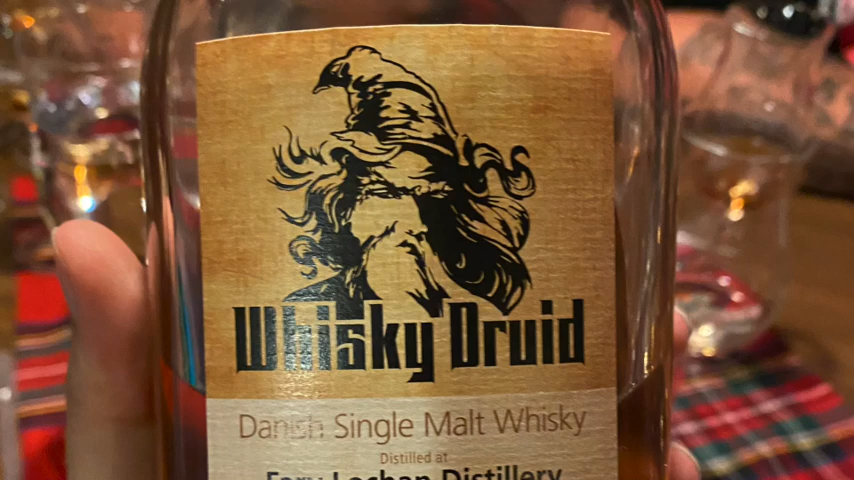 Whisky Druid
Danish Single Malt Whisky
Distilled at
Fary Lochan Distillery